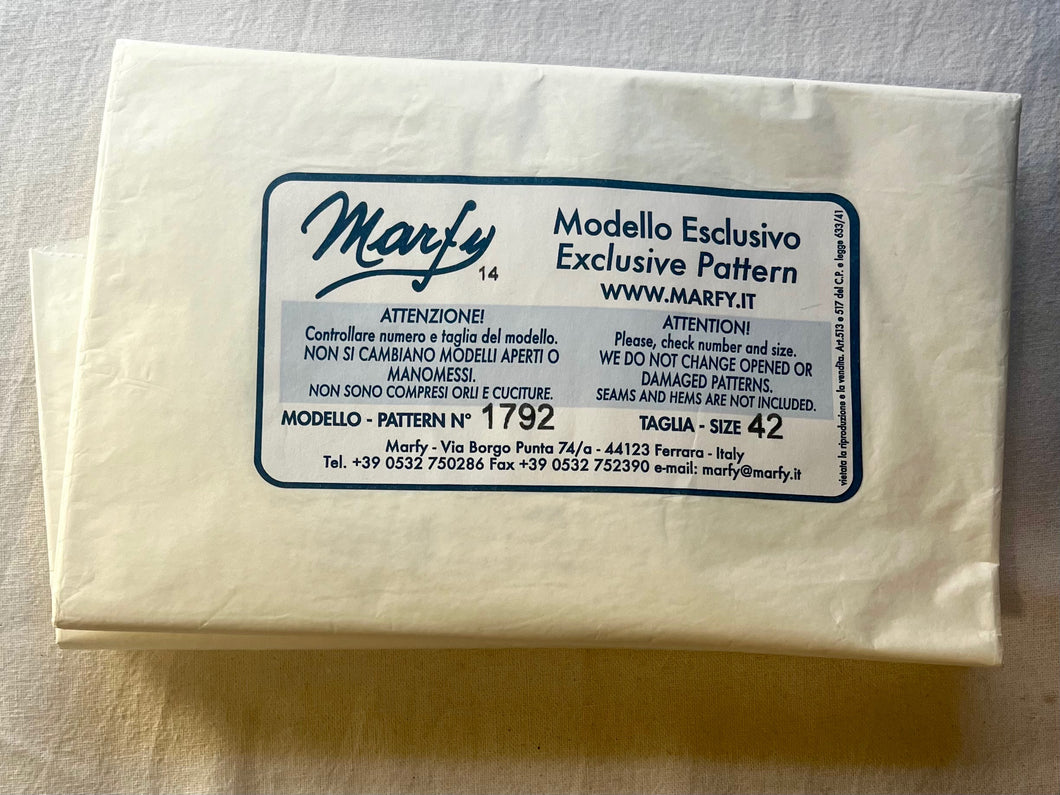 Marfy
14
Modello Esclusivo
Exclusive Pattern
WWW.MARFY.IT
ATTENZIONE!
Controllare numero e taglia del modello.
NON SI CAMBIANO MODELLI APERTI O
MANOMESSI.
NON SONO COMPRESI ORLI E CUCITURE.
ATTENTION!
Please, check number and size.
WE DO NOT CHANGE OPENED OR
DAMAGED PATTERNS.
SEAMS AND HEMS ARE NOT INCLUDED.
MODELLO - PATTERN N° 1792
TAGLIA - SIZE 42
Marfy - Via Borgo Punta 74/a - 44123 Ferrara - Italy
Tel. +39 0532 750286 Fax +39 0532 752390 e-mail: marfy@marfy.it
vietata la riproduzione e la vendita. Art.513 e 517 del C.P. e legge 633/41